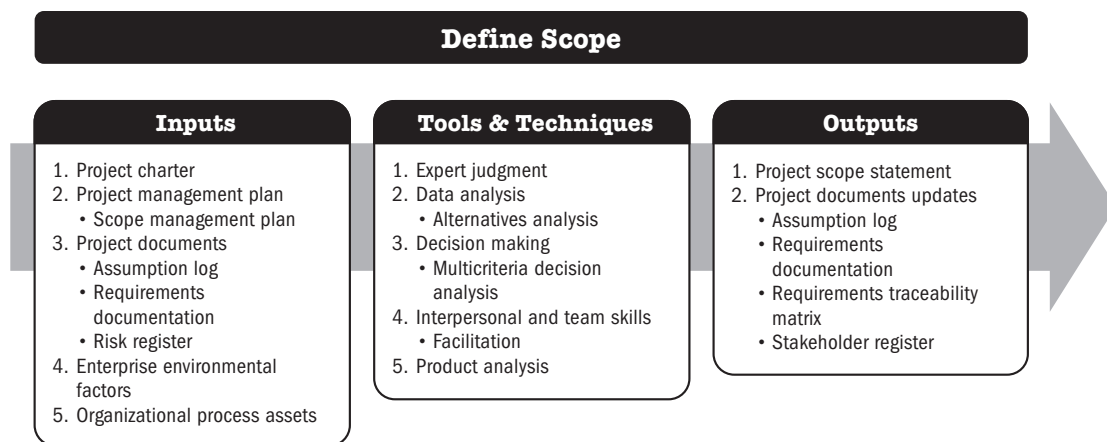 Define Scope
Inputs
1. Project charter
2. Project management plan
• Scope management plan
3. Project documents
• Assumption log
• Requirements
documentation
• Risk register
4. Enterprise environmental
factors
5. Organizational process assets
Tools & Techniques
1. Expert judgment
2. Data analysis
• Alternatives analysis
3. Decision making
• Multicriteria decision
analysis
4. Interpersonal and team skills
• Facilitation
5. Product analysis
Outputs
1. Project scope statement
2. Project documents updates
• Assumption log
• Requirements
documentation
• Requirements traceability
matrix
• Stakeholder register